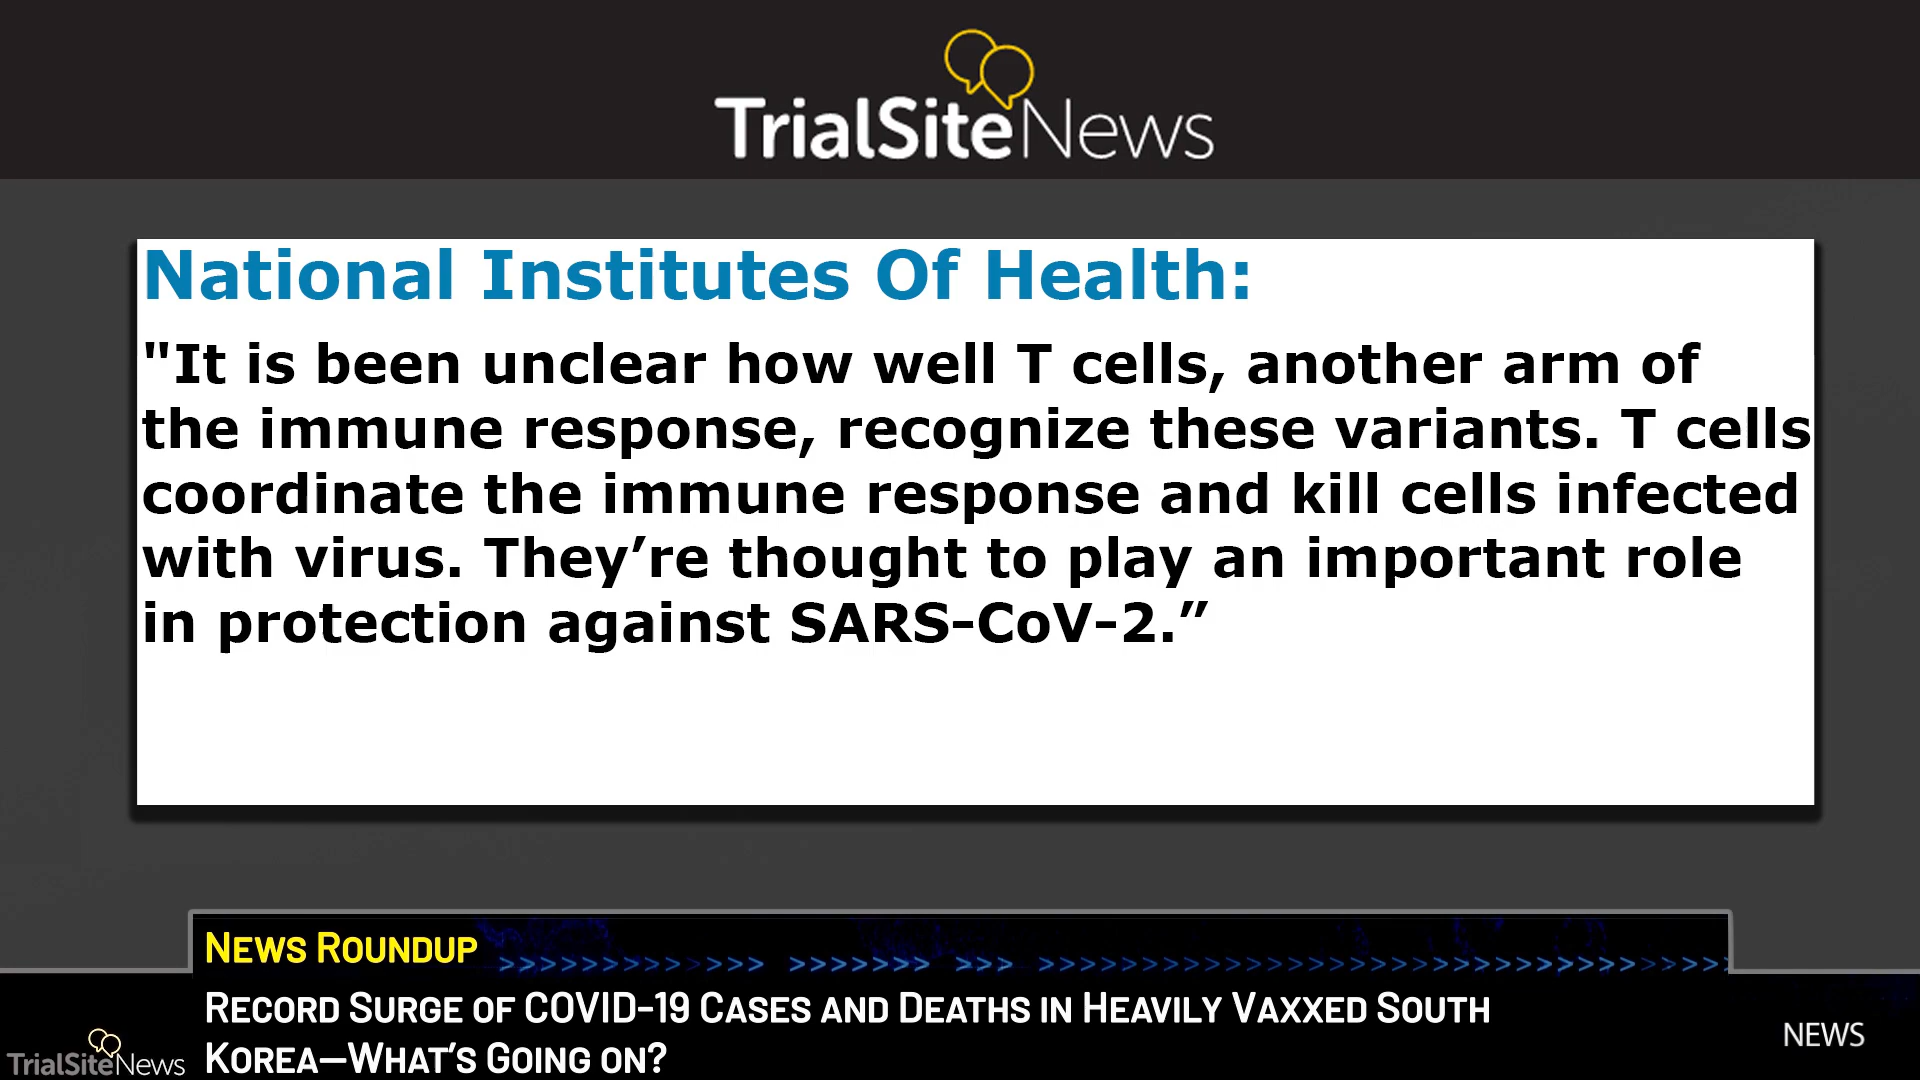 TrialSiteNews
National Institutes Of Health:
"It is been unclear how well T cells, another arm of
the immune response, recognize these variants. T cells
coordinate the immune response and kill cells infected
with virus. They’re thought to play an important role
in protection against SARS-CoV-2.”
News Roundup
>>>>>>>>>>>>> >>>>>>> >>> >>>>>>>>>>>>>>>>>>>>>>>>>>>>>>>>>
Record Surge of COVID-19 Cases and Deaths in Heavily Vaxxed South
Korea—What's Going on?
TrialSiteNews
NEWS